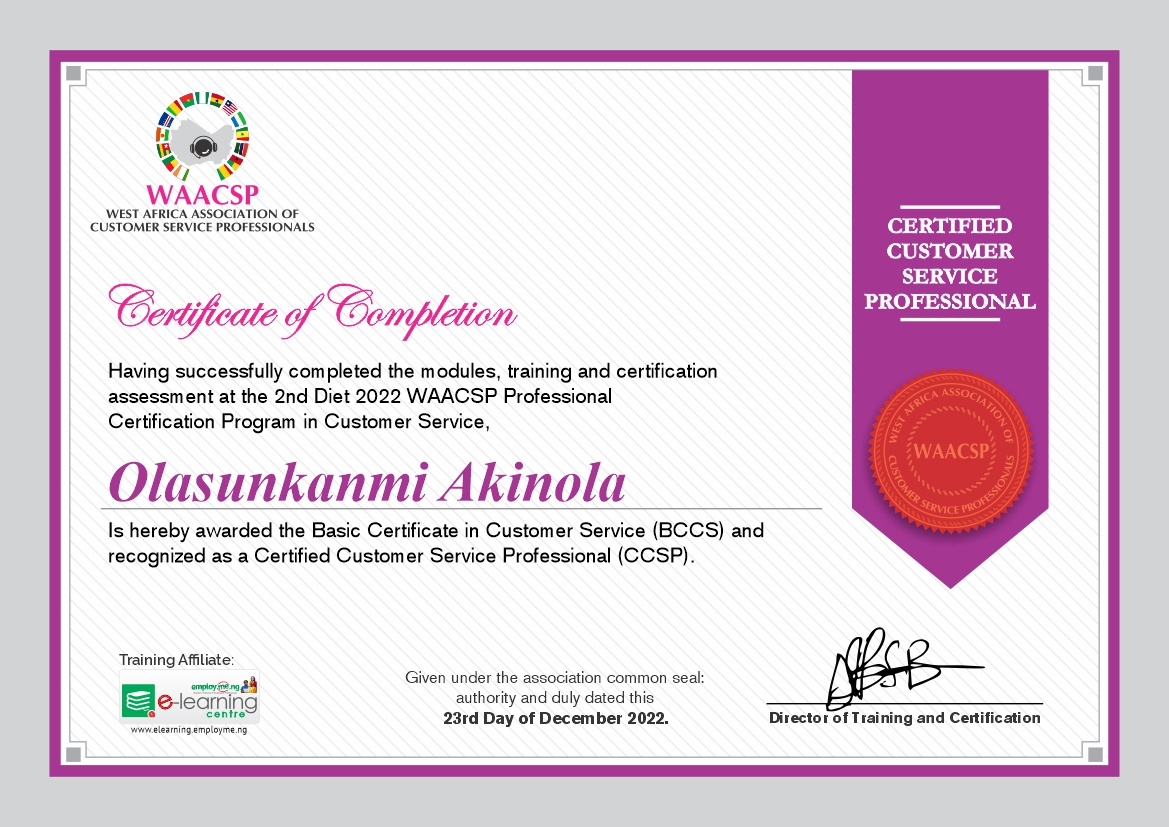 WAACSP
WEST AFRICA ASSOCIATION OF
CUSTOMER SERVICE PROFESSIONALS
CERTIFIED
CUSTOMER
SERVICE
PROFESSIONAL
Certificate of Completion
Having successfully completed the modules, training and certification
assessment at the 2nd Diet 2022 WAACSP Professional
Certification Program in Customer Service,
WEST AFRICA ASSOCIATION OF
WAACSP
CUSTOMER SERVICE PROFESSIONALS
Olasunkanmi Akinola
Is hereby awarded the Basic Certificate in Customer Service (BCCS) and
recognized as a Certified Customer Service Professional (CCSP).
Training Affiliate:
employ.me.ng
e-learning
centre
www.elearning.employme.ng
Given under the association common seal:
authority and duly dated this
23rd Day of December 2022.
Director of Training and Certification